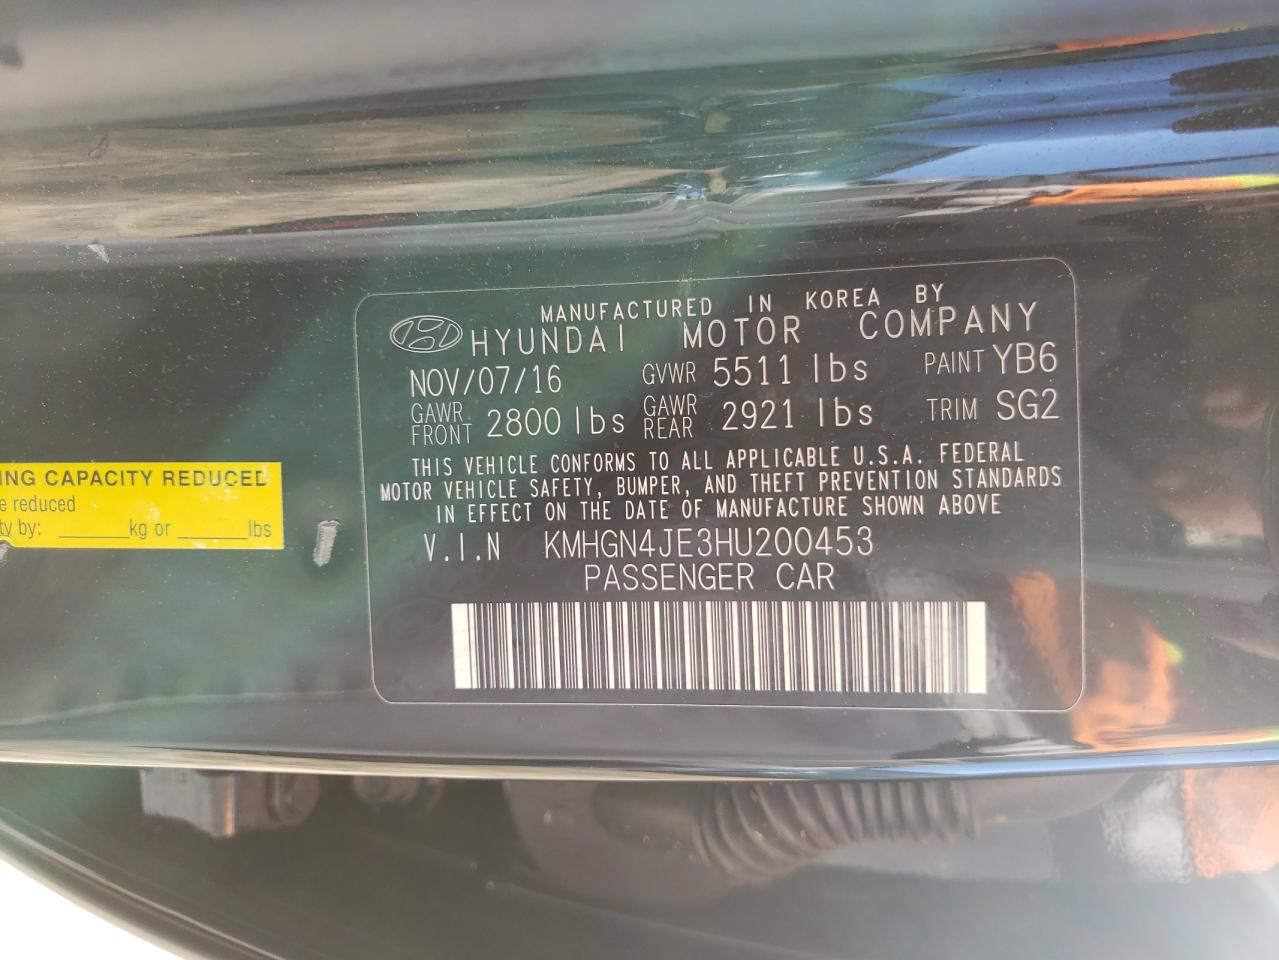 MANUFACTURED IN KOREA BY
HYUNDAI MOTOR COMPANY
NOV/07/16 GVWR 5511 lbs PAINT YB6
GAWR FRONT 2800 lbs GAWR REAR 2921 lbs TRIM SG2
THIS VEHICLE CONFORMS TO ALL APPLICABLE U.S.A. FEDERAL
MOTOR VEHICLE SAFETY, BUMPER, AND THEFT PREVENTION STANDARDS
IN EFFECT ON THE DATE OF MANUFACTURE SHOWN ABOVE
V.I.N KMHGN4JE3HU200453
PASSENGER CAR
ING CAPACITY REDUCED
e reduced
ty by: ______kg or ______lbs